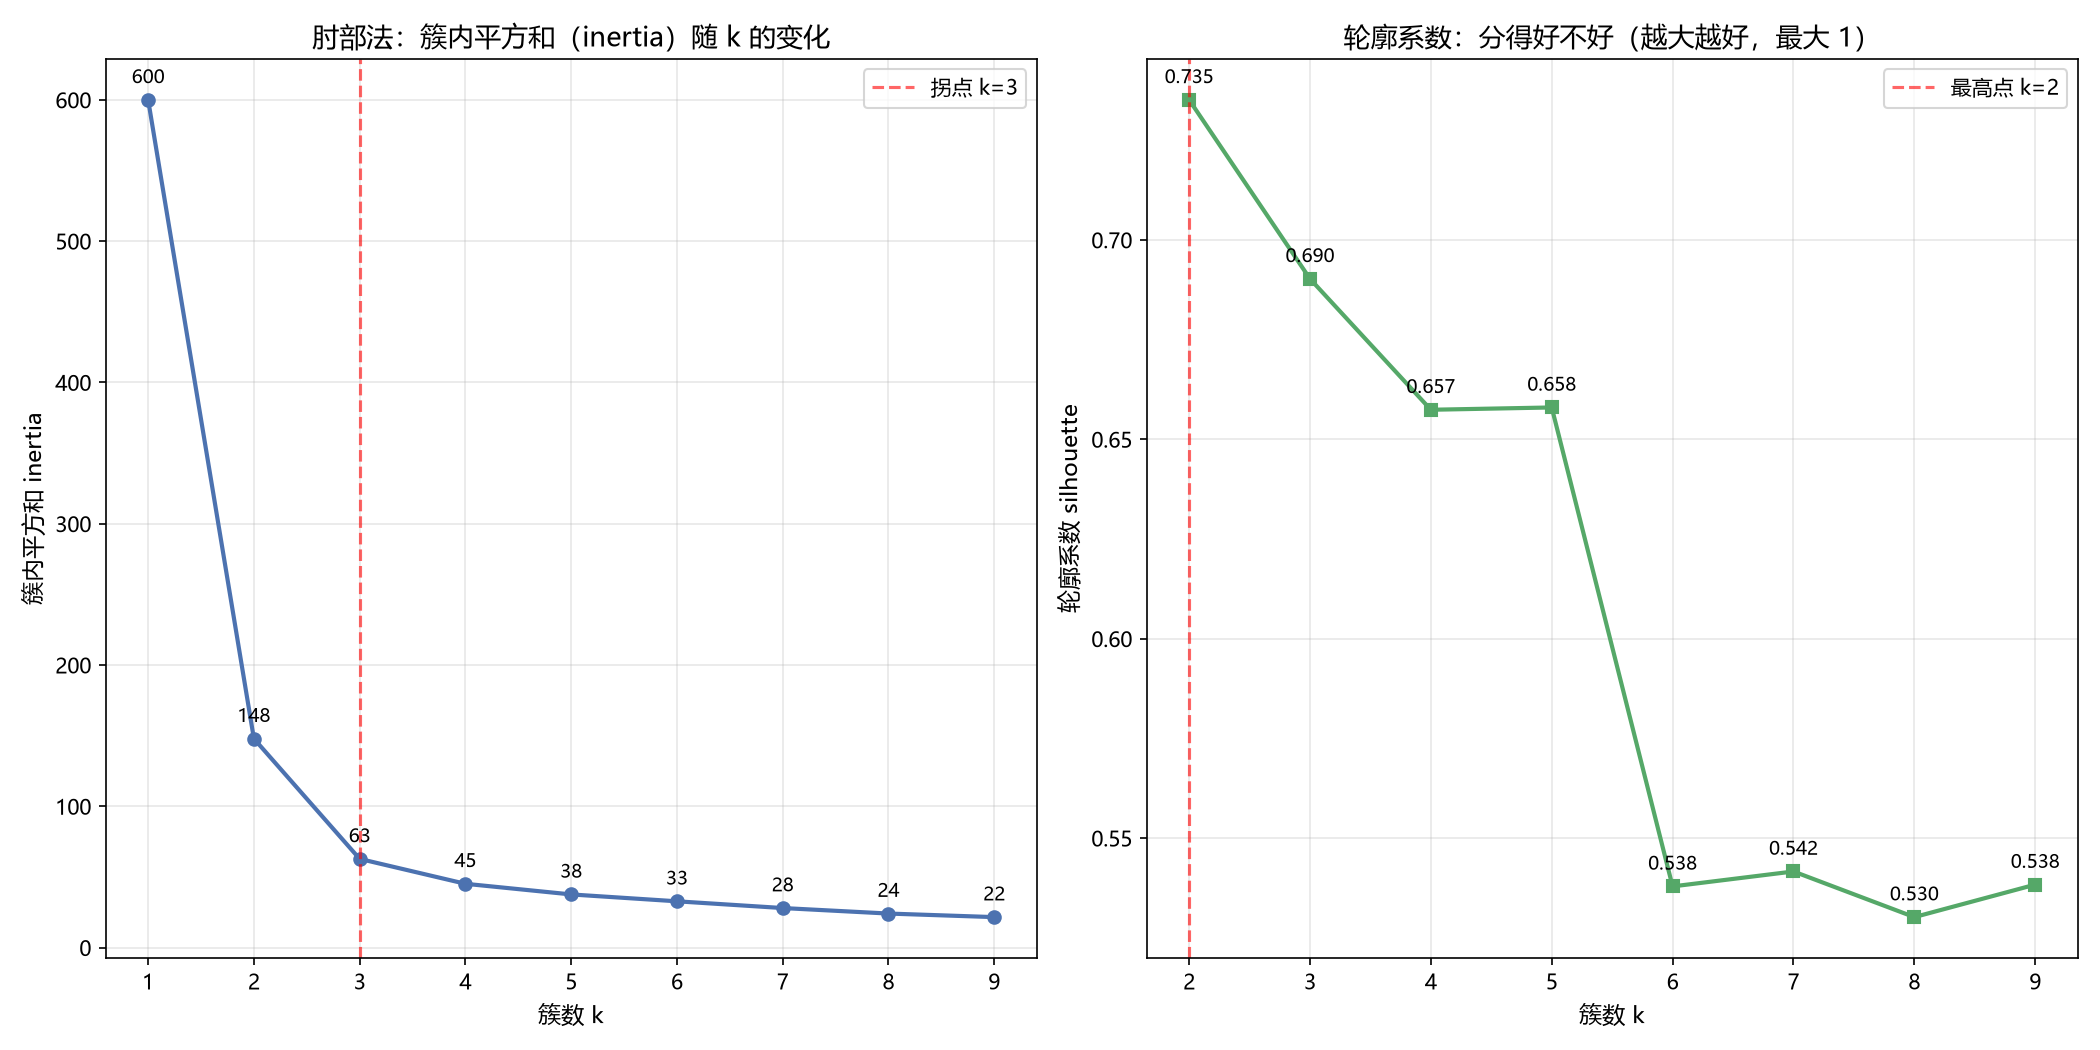 肘部法：簇内平方和（inertia）随 k 的变化
拐点 k=3
簇内平方和 inertia
600
500
400
300
200
100
0
600
148
63
45
38
33
28
24
22
1 2 3 4 5 6 7 8 9
簇数 k
轮廓系数：分得好不好（越大越好，最大 1）
最高点 k=2
轮廓系数 silhouette
0.70
0.65
0.60
0.55
0.735
0.690
0.657
0.658
0.538
0.542
0.530
0.538
2 3 4 5 6 7 8 9
簇数 k